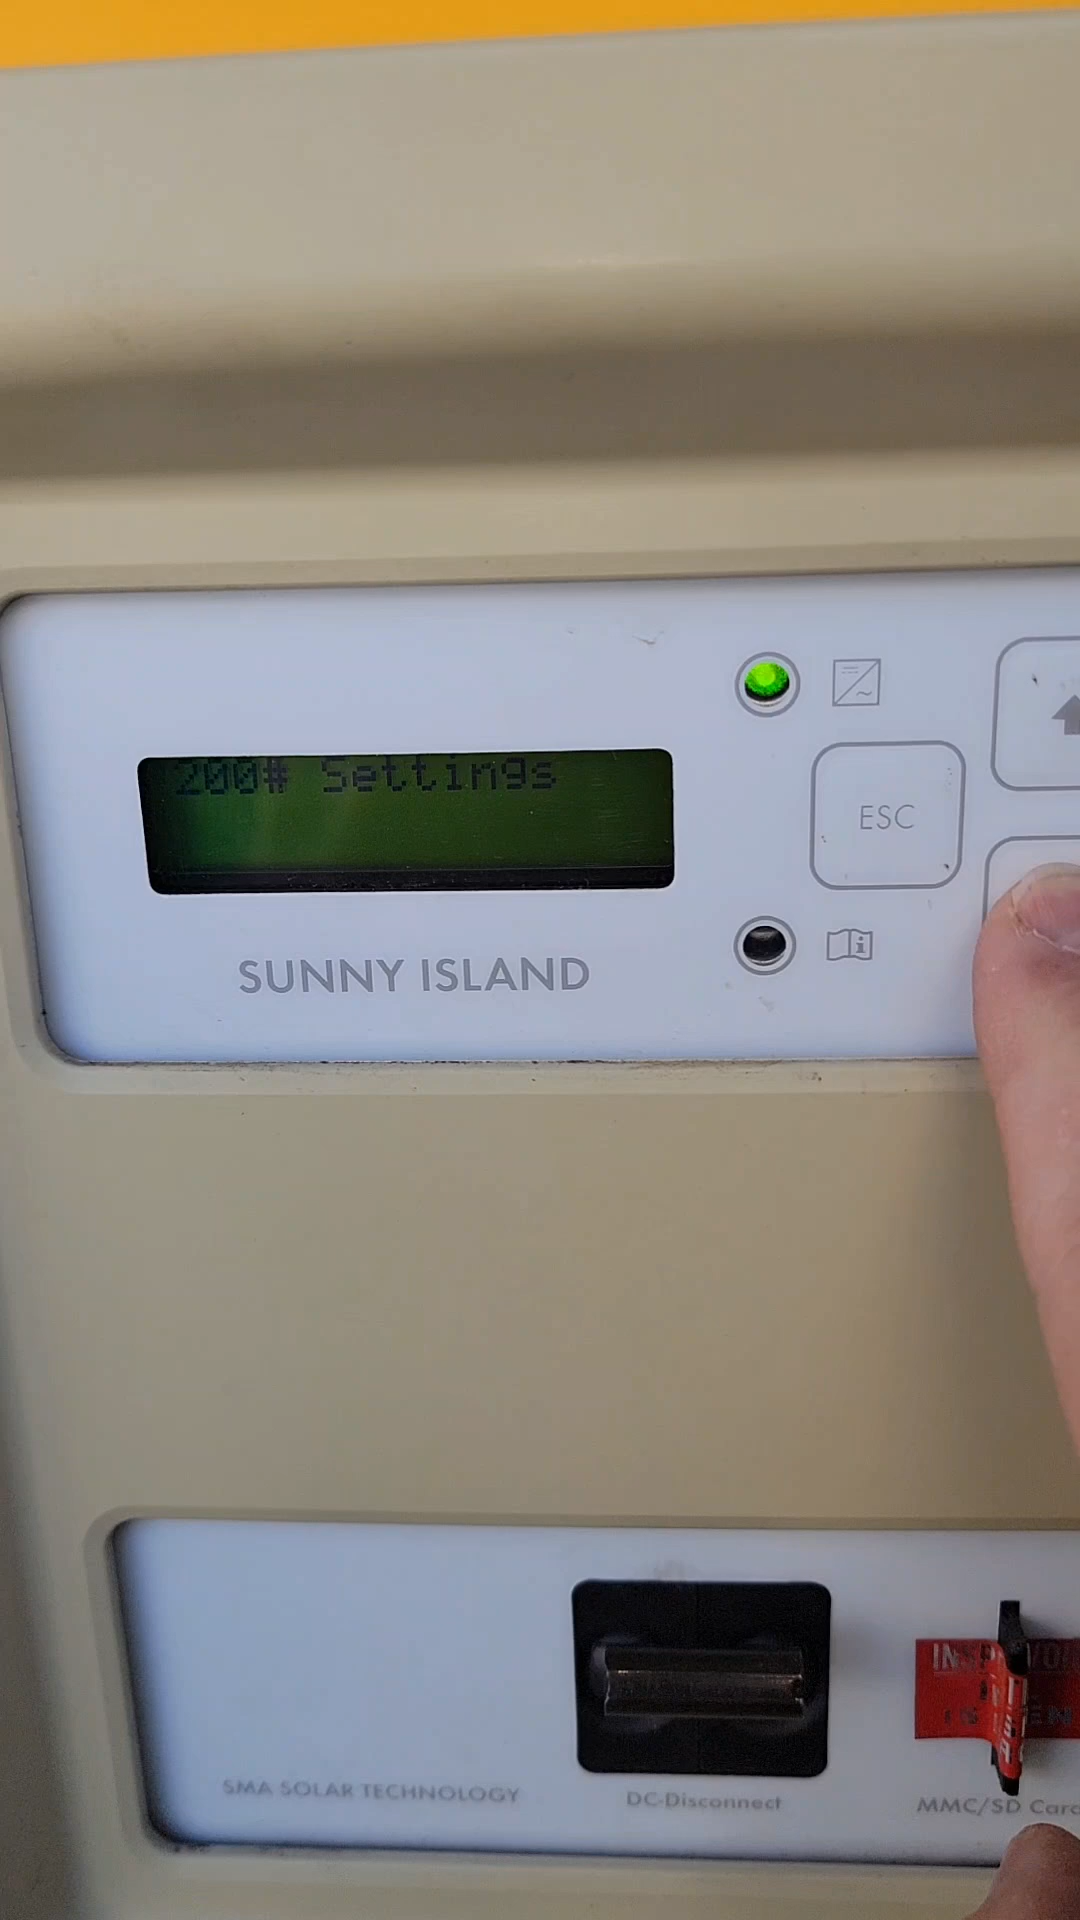 200# Settings
ESC
SUNNY ISLAND
SMA SOLAR TECHNOLOGY
DC-Disconnect
MMC/SD Card